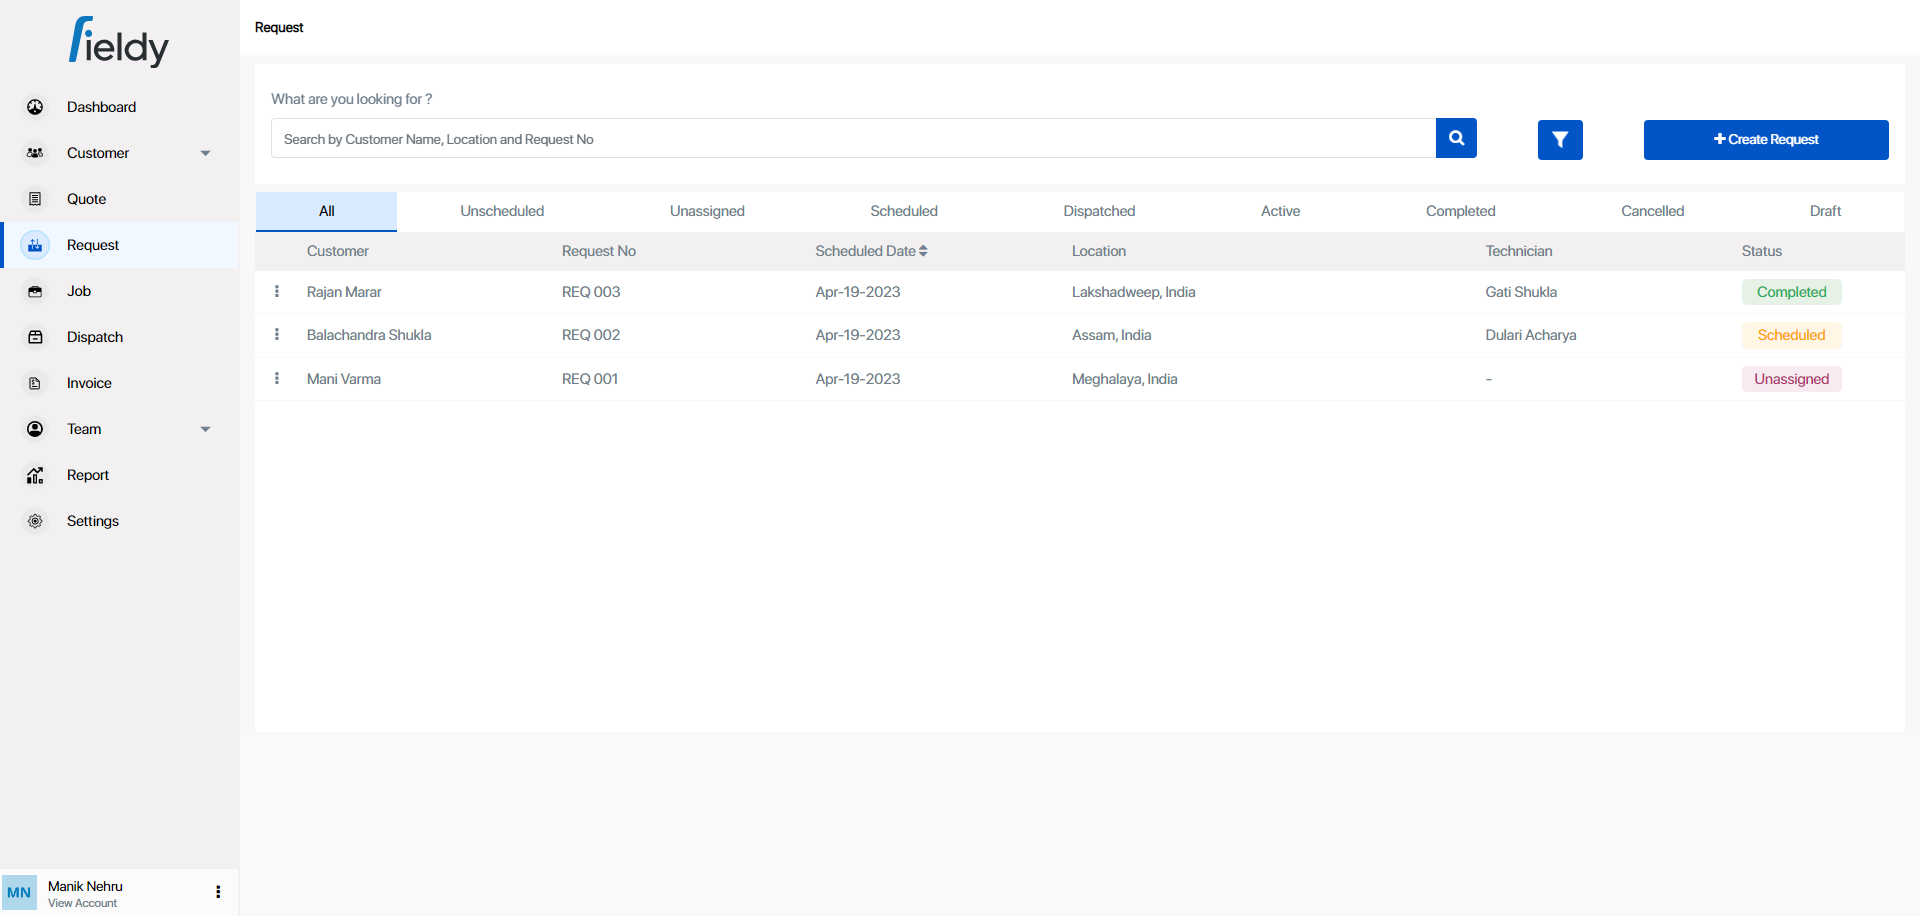 fieldy
Dashboard
Customer
Quote
Request
Job
Dispatch
Invoice
Team
Report
Settings
MN
Manik Nehru
View Account
Request
What are you looking for ?
Search by Customer Name, Location and Request No
Create Request
All Unscheduled Unassigned Scheduled Dispatched Active Completed Cancelled Draft
Customer Request No Scheduled Date Location Technician Status
Rajan Marar REQ 003 Apr-19-2023 Lakshadweep, India Gati Shukla Completed
Balachandra Shukla REQ 002 Apr-19-2023 Assam, India Dulari Acharya Scheduled
Mani Varma REQ 001 Apr-19-2023 Meghalaya, India - Unassigned